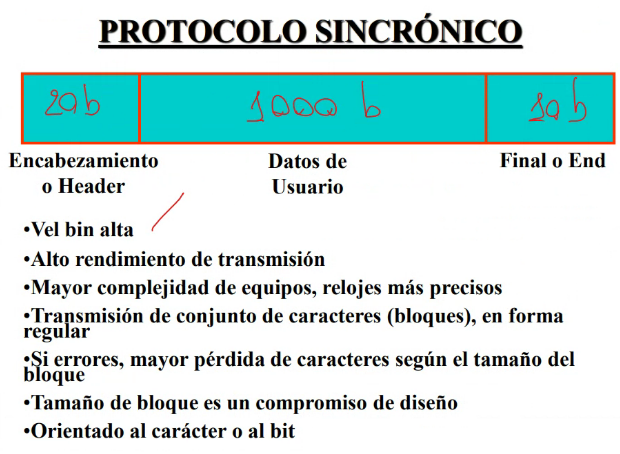 PROTOCOLO SINCRÓNICO
20b 1000 b 10b
Encabezamiento
o Header
Datos de
Usuario
Final o End
•Vel bin alta
•Alto rendimiento de transmisión
•Mayor complejidad de equipos, relojes más precisos
•Transmisión de conjunto de caracteres (bloques), en forma
regular
•Si errores, mayor pérdida de caracteres según el tamaño del
bloque
•Tamaño de bloque es un compromiso de diseño
•Orientado al carácter o al bit